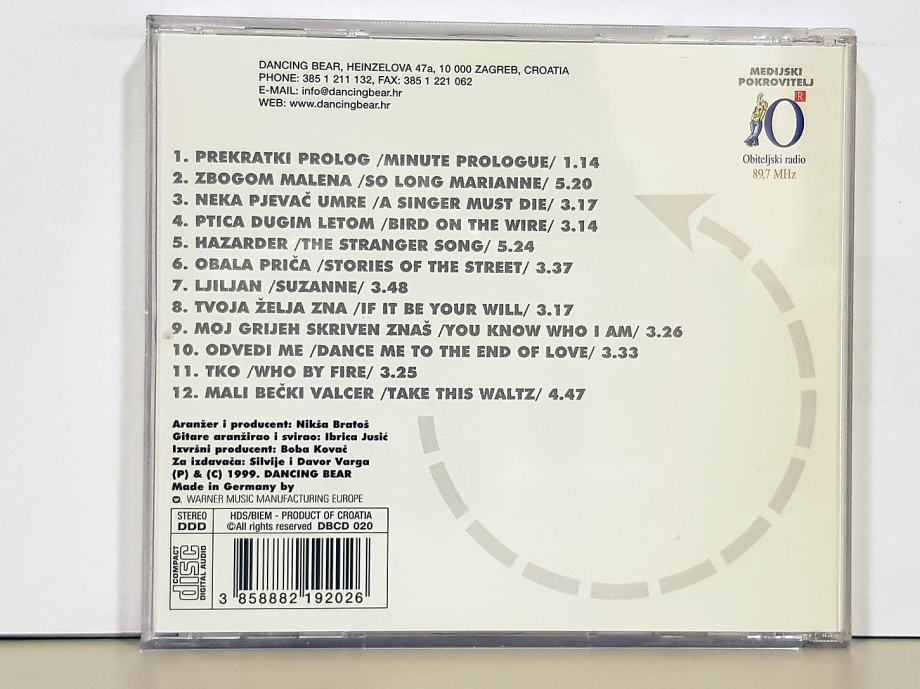 DANCING BEAR, HEINZELOVA 47a, 10 000 ZAGREB, CROATIA
PHONE: 385 1 211 132, FAX: 385 1 221 062
E-MAIL: info@dancingbear.hr
WEB: www.dancingbear.hr
MEDIJSKI
POKROVITELJ
R
O
Obiteljski radio
89,7 MHz
1. PREKRATKI PROLOG /MINUTE PROLOGUE/ 1.14
2. ZBOGOM MALENA /SO LONG MARIANNE/ 5.20
3. NEKA PJEVAČ UMRE /A SINGER MUST DIE/ 3.17
4. PTICA DUGIM LETOM /BIRD ON THE WIRE/ 3.14
5. HAZARDER /THE STRANGER SONG/ 5.24
6. OBALA PRIČA /STORIES OF THE STREET/ 3.37
7. LJILJAN /SUZANNE/ 3.48
8. TVOJA ŽELJA ZNA /IF IT BE YOUR WILL/ 3.17
9. MOJ GRIJEH SKRIVEN ZNAŠ /YOU KNOW WHO I AM/ 3.26
10. ODVEDI ME /DANCE ME TO THE END OF LOVE/ 3.33
11. TKO /WHO BY FIRE/ 3.25
12. MALI BEČKI VALCER /TAKE THIS WALTZ/ 4.47
Aranžer i producent: Nikša Bratoš
Gitare aranžirao i svirao: Ibrica Jusić
Izvršni producent: Boba Kovač
Za izdavača: Silvije i Davor Varga
(P) & (C) 1999. DANCING BEAR
Made in Germany by
WARNER MUSIC MANUFACTURING EUROPE
STEREO
DDD
HDS/BIEM - PRODUCT OF CROATIA
©All rights reserved DBCD 020
COMPACT
disc
DIGITAL AUDIO
3 858882 192026